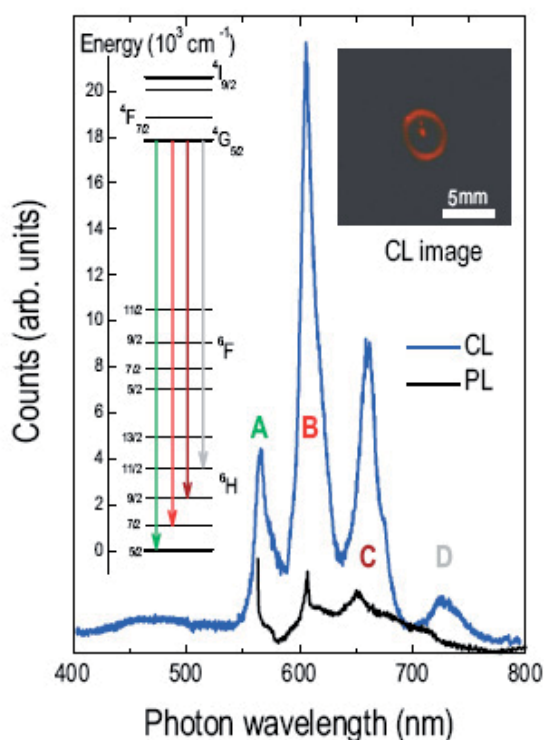 Energy (10³ cm⁻¹)
20
18
16
14
12
10
8
6
4
2
0
⁴I₉/₂
⁴F₇/₂
⁴G₅/₂
11/2
9/2
7/2
5/2
⁶F
13/2
11/2
9/2
7/2
5/2
⁶H
5mm
CL image
CL
PL
A
B
C
D
Counts (arb. units)
400 500 600 700 800
Photon wavelength (nm)